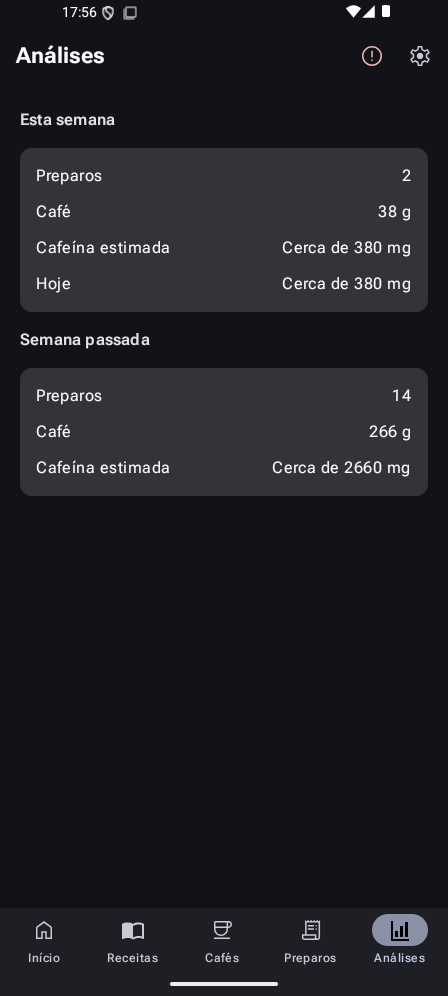 17:56
Análises
Esta semana
Preparos 2
Café 38 g
Cafeína estimada Cerca de 380 mg
Hoje Cerca de 380 mg
Semana passada
Preparos 14
Café 266 g
Cafeína estimada Cerca de 2660 mg
Início Receitas Cafés Preparos Análises